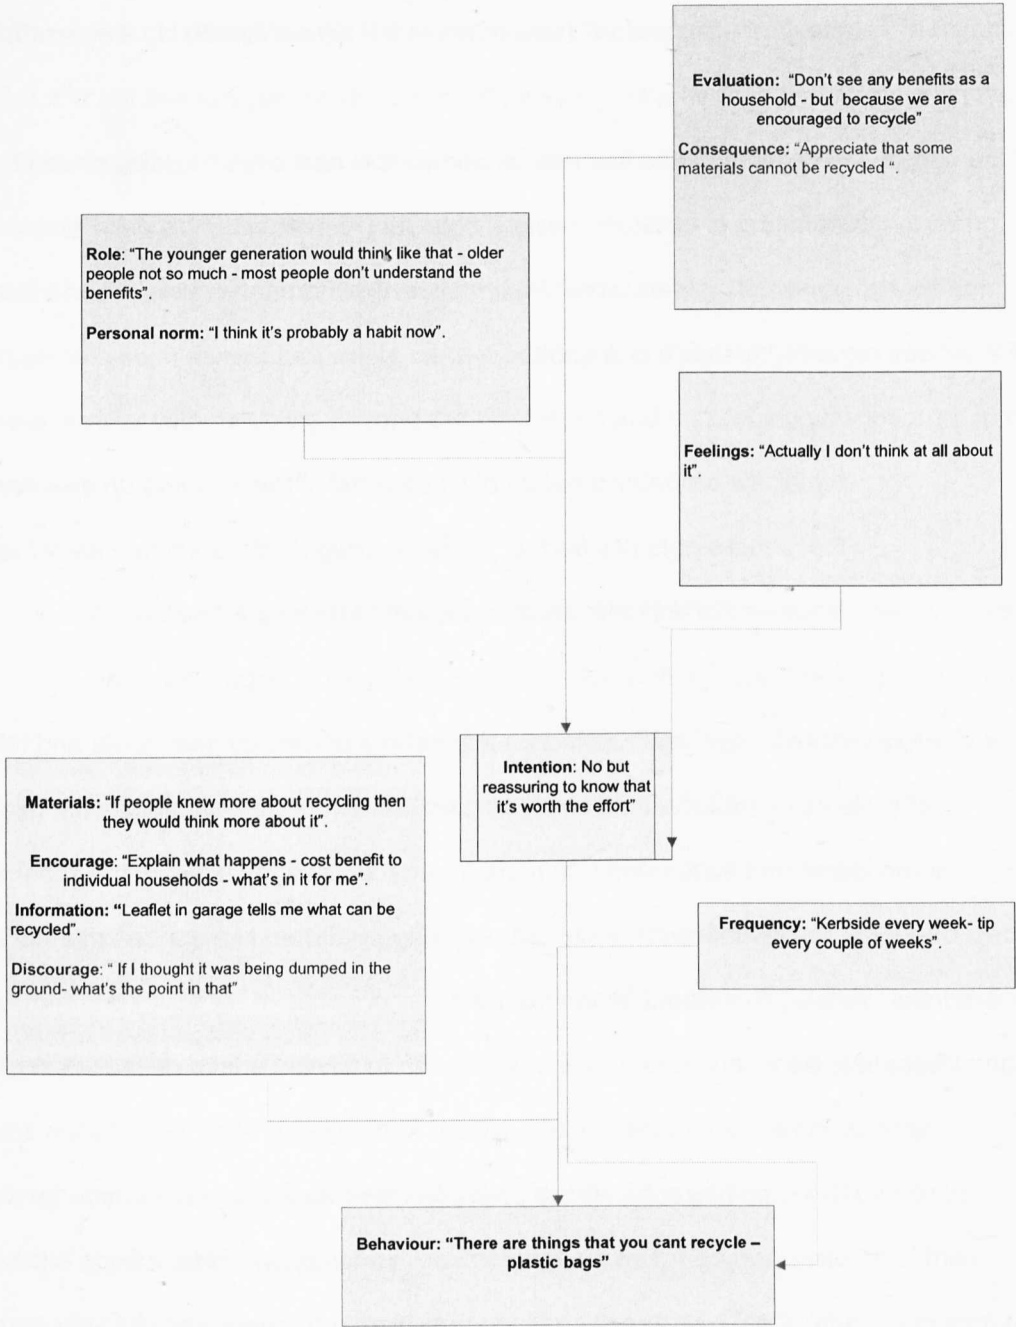 Evaluation: “Don’t see any benefits as a
household - but because we are
encouraged to recycle”
Consequence: “Appreciate that some
materials cannot be recycled “.
Role: “The younger generation would think like that - older
people not so much - most people don’t understand the
benefits”.
Personal norm: “I think it’s probably a habit now”.
Feelings: “Actually I don’t think at all about
it”.
Intention: No but
reassuring to know that
it’s worth the effort”
Materials: “If people knew more about recycling then
they would think more about it”.
Encourage: “Explain what happens - cost benefit to
individual households - what’s in it for me”.
Information: “Leaflet in garage tells me what can be
recycled”.
Discourage: “ If I thought it was being dumped in the
ground- what’s the point in that”
Frequency: “Kerbside every week- tip
every couple of weeks”.
Behaviour: “There are things that you cant recycle –
plastic bags”